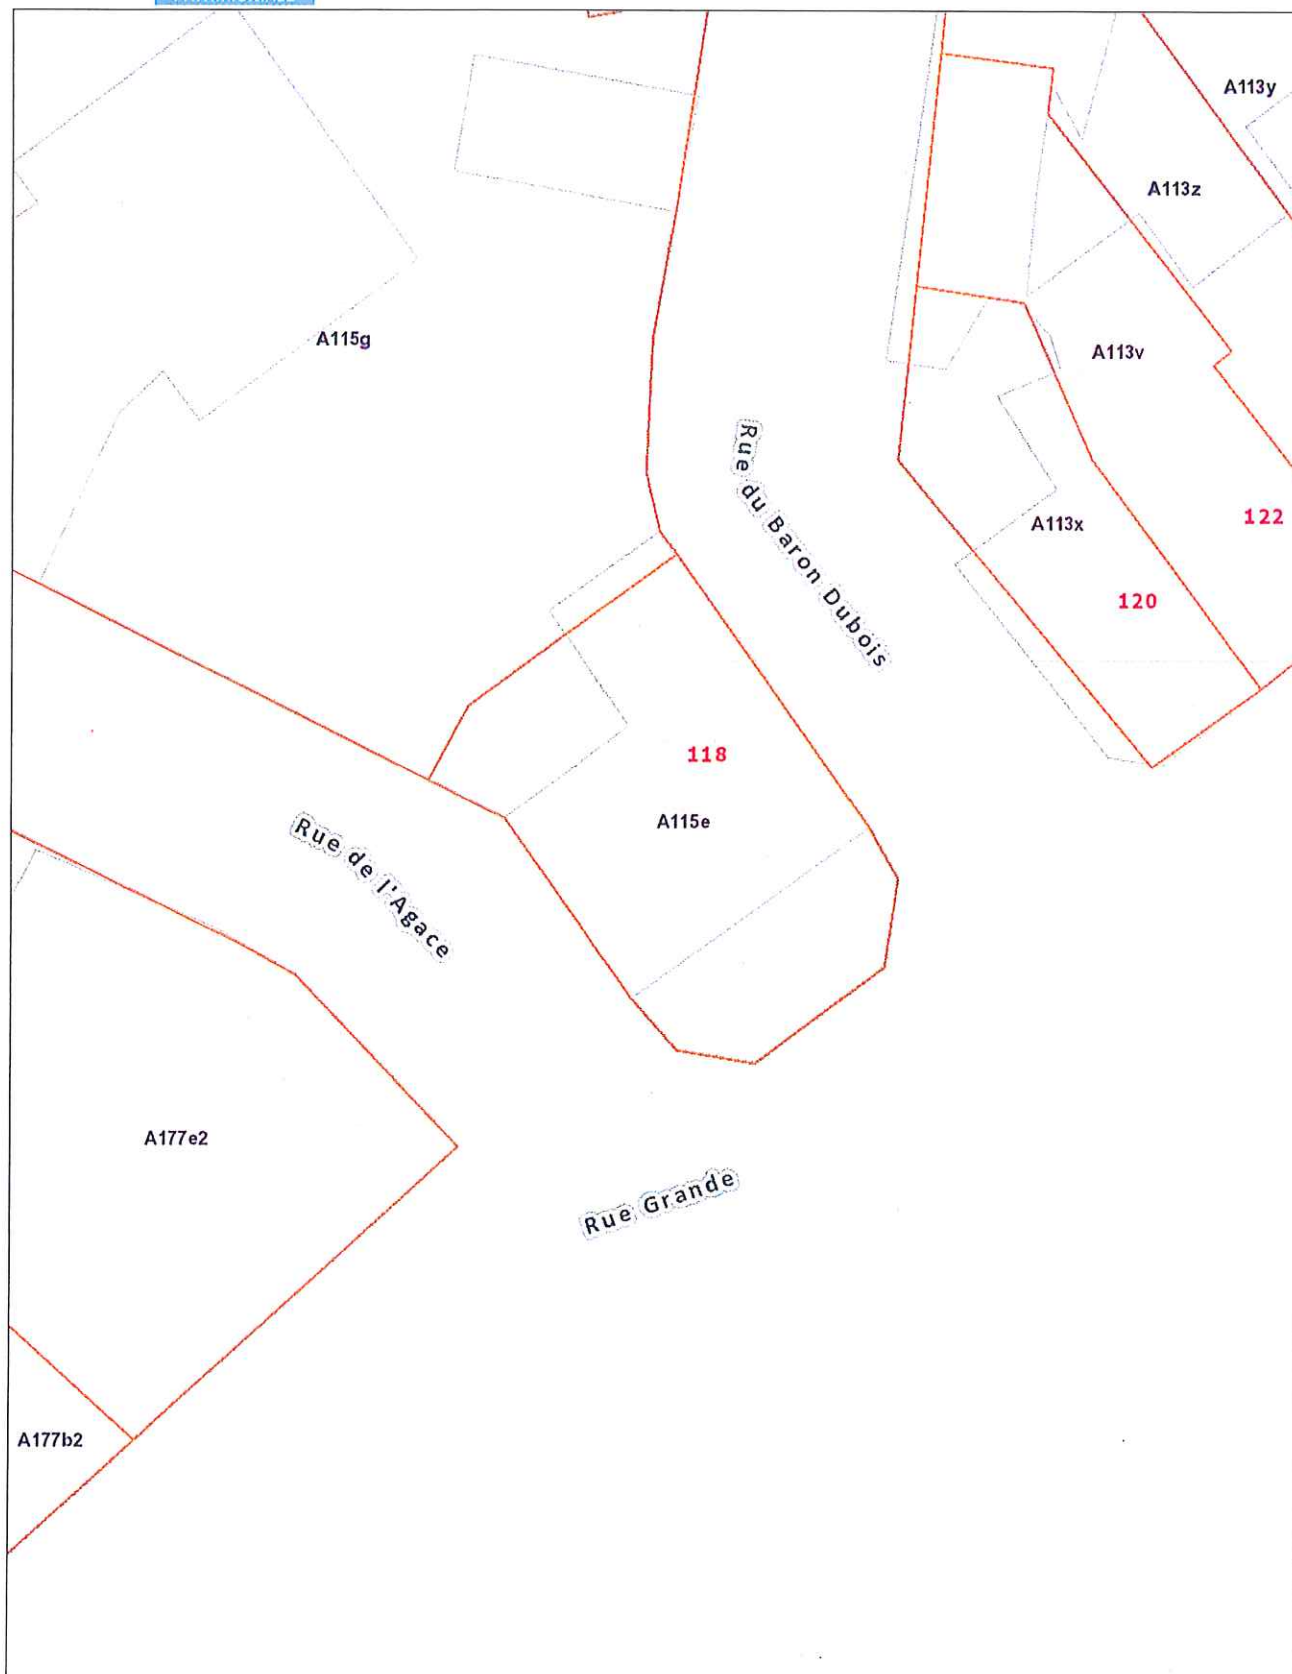 A113y
A113z
A115g
A113v
Rue du Baron Dubois
122
A113x
120
118
A115e
Rue de l'Agace
A177e2
Rue Grande
A177b2